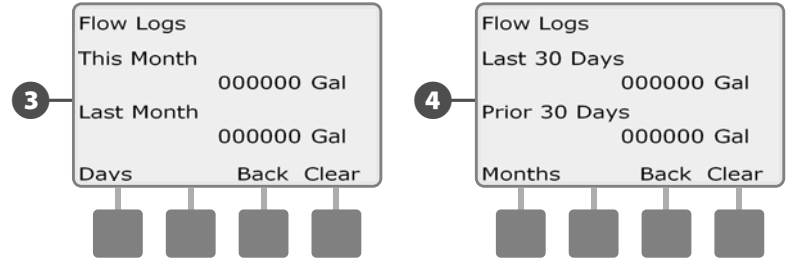 3
Flow Logs
This Month
000000 Gal
Last Month
000000 Gal
Days Back Clear
4
Flow Logs
Last 30 Days
000000 Gal
Prior 30 Days
000000 Gal
Months Back Clear